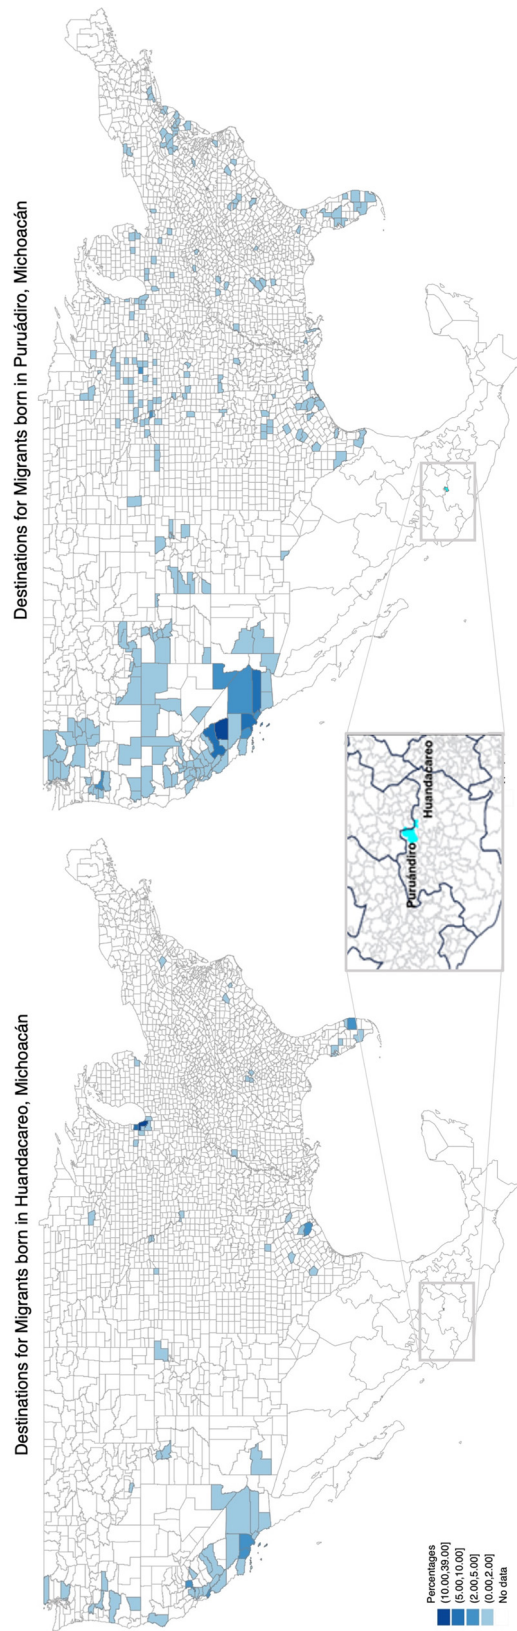 Destinations for Migrants born in Huandacareo, Michoacán
Destinations for Migrants born in Puruádiro, Michoacán
Puruándiro
Huandacareo
Percentages
(10.00,39.00]
(5.00,10.00]
(2.00,5.00]
(0.00,2.00]
No data